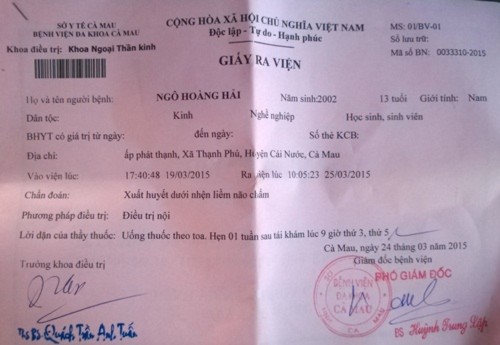 SỞ Y TẾ CÀ MAU
BỆNH VIỆN ĐA KHOA CÀ MAU
Khoa điều trị: Khoa Ngoại Thần kinh
CỘNG HÒA XÃ HỘI CHỦ NGHĨA VIỆT NAM
Độc lập - Tự do - Hạnh phúc
MS: 01/BV-01
Số lưu trữ:
Mã số BN: 0033310-2015
GIẤY RA VIỆN
Họ và tên người bệnh: NGÔ HOÀNG HẢI Năm sinh:2002 13 tuổi Giới tính: Nam
Dân tộc: Kinh Nghề nghiệp Học sinh, sinh viên
BHYT có giá trị từ ngày: đến ngày: Số thẻ KCB:
Địa chỉ: ấp phát thạnh, Xã Thạnh Phú, Huyện Cái Nước, Cà Mau
Vào viện lúc 17:40:48 19/03/2015 Ra viện lúc 10:05:23 25/03/2015
Chẩn đoán: Xuất huyết dưới nhện liềm não chẩm
Phương pháp điều trị: Điều trị nội
Lời dặn của thầy thuốc: Uống thuốc theo toa. Hẹn 01 tuần sau tái khám lúc 9 giờ thứ 3, thứ 5
Cà Mau, ngày 24 tháng 03 năm 2015
Trưởng khoa điều trị
Giám đốc bệnh viện
PHÓ GIÁM ĐỐC
BỆNH VIỆN
ĐA KHOA
CÀ MAU
Ths Bs Quách Trần Anh Tuấn
BS Huỳnh Trung